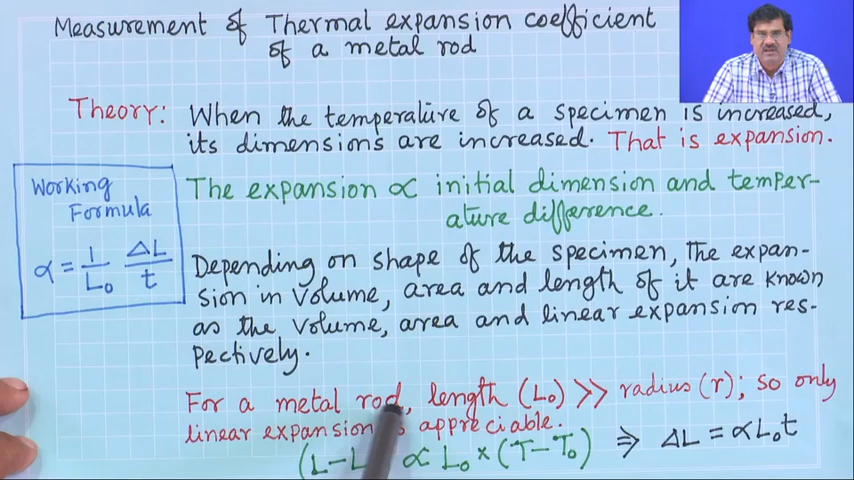 Measurement of Thermal expansion coefficient
of a metal rod
Theory: When the temperature of a specimen is increased,
its dimensions are increased. That is expansion.
Working
Formula
α = 1/L₀ ΔL/t
The expansion ∝ initial dimension and temper-
ature difference.
Depending on shape of the specimen, the expan-
sion in volume, area and length of it are known
as the volume, area and linear expansion res-
pectively.
For a metal rod, length (L₀) >> radius (r); so only
linear expansion appreciable.
(L-L ∝ L₀ × (T-T₀) ⇒ ΔL = αL₀t